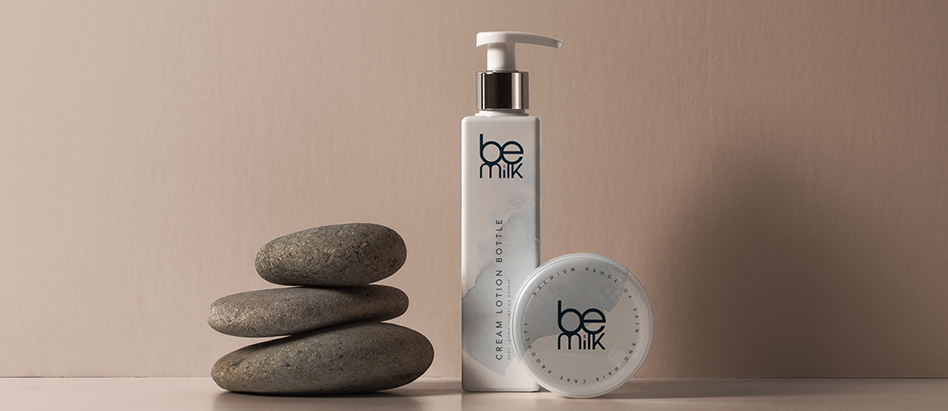 be
milk
CREAM LOTION BOTTLE
PREMIUM RANGE OF SKIN AND HAIR CARE PRODUCTS
be
milk